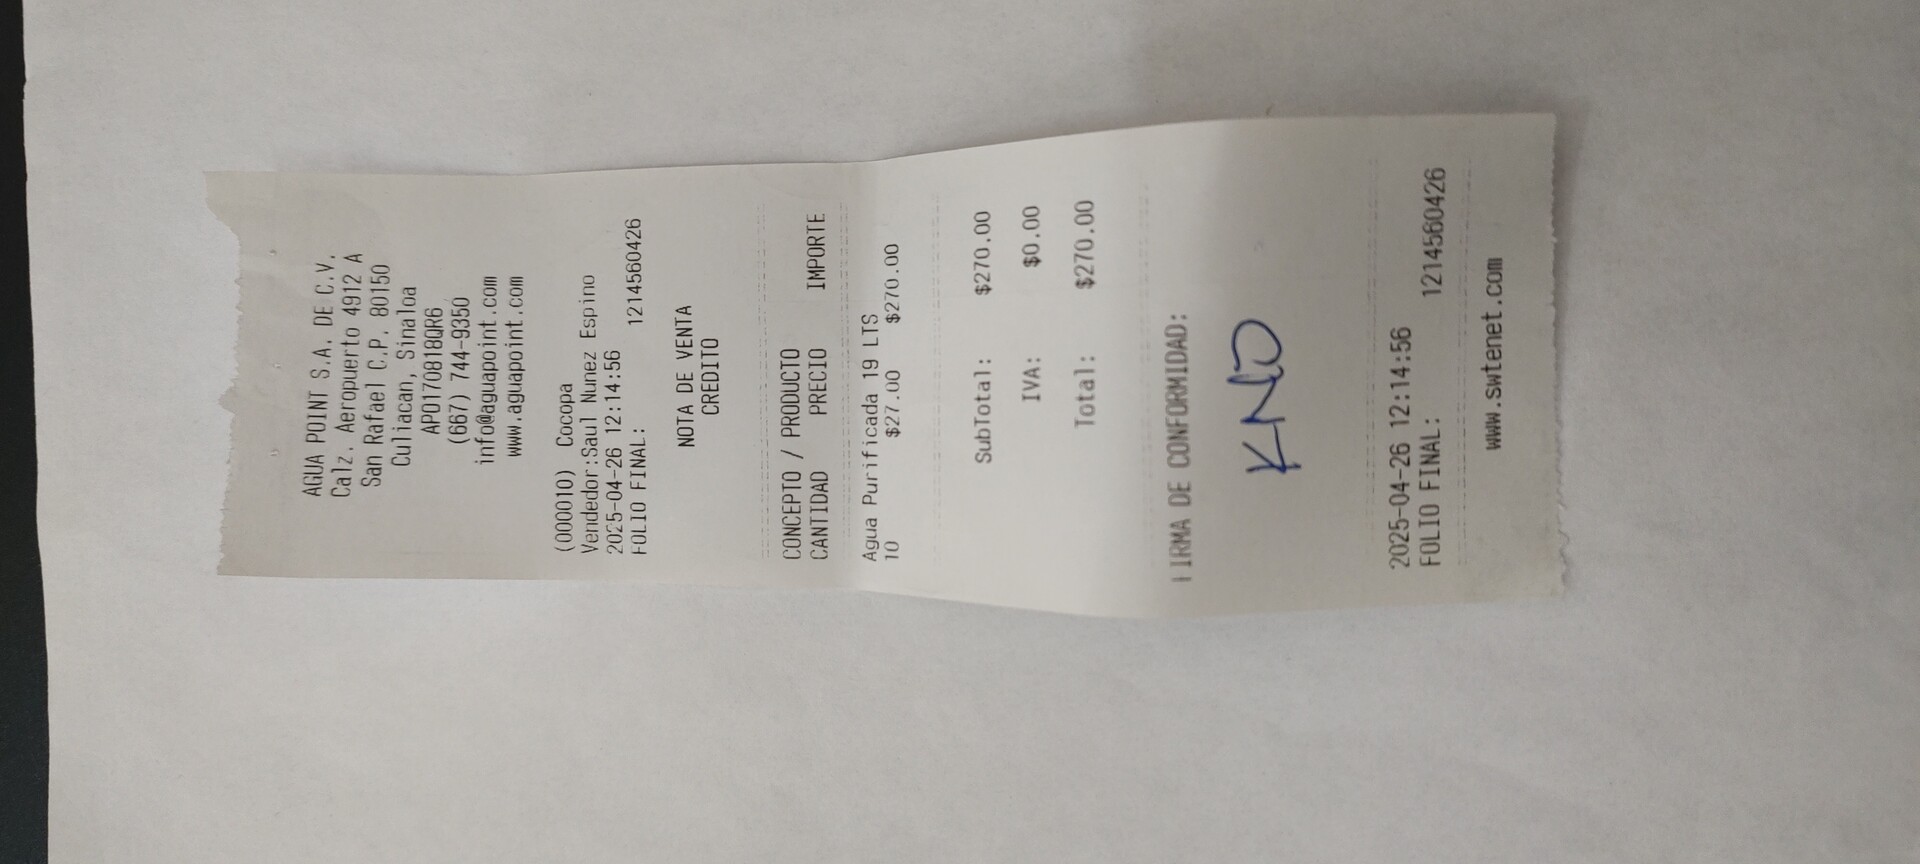 AGUA POINT S.A. DE C.V.
Calz. Aeropuerto 4912 A
San Rafael C.P. 80150
Culiacan, Sinaloa
APO170818QR6
(667) 744-9350
info@aguapoint.com
www.aguapoint.com
(000010) Cocopa
Vendedor:Saul Nunez Espino
2025-04-26 12:14:56
FOLIO FINAL: 1214560426
NOTA DE VENTA
CREDITO
CONCEPTO / PRODUCTO
CANTIDAD PRECIO IMPORTE
Agua Purificada 19 LTS
10 $27.00 $270.00
SubTotal: $270.00
IVA: $0.00
Total: $270.00
FIRMA DE CONFORMIDAD:
2025-04-26 12:14:56
FOLIO FINAL: 1214560426
www.swtenet.com